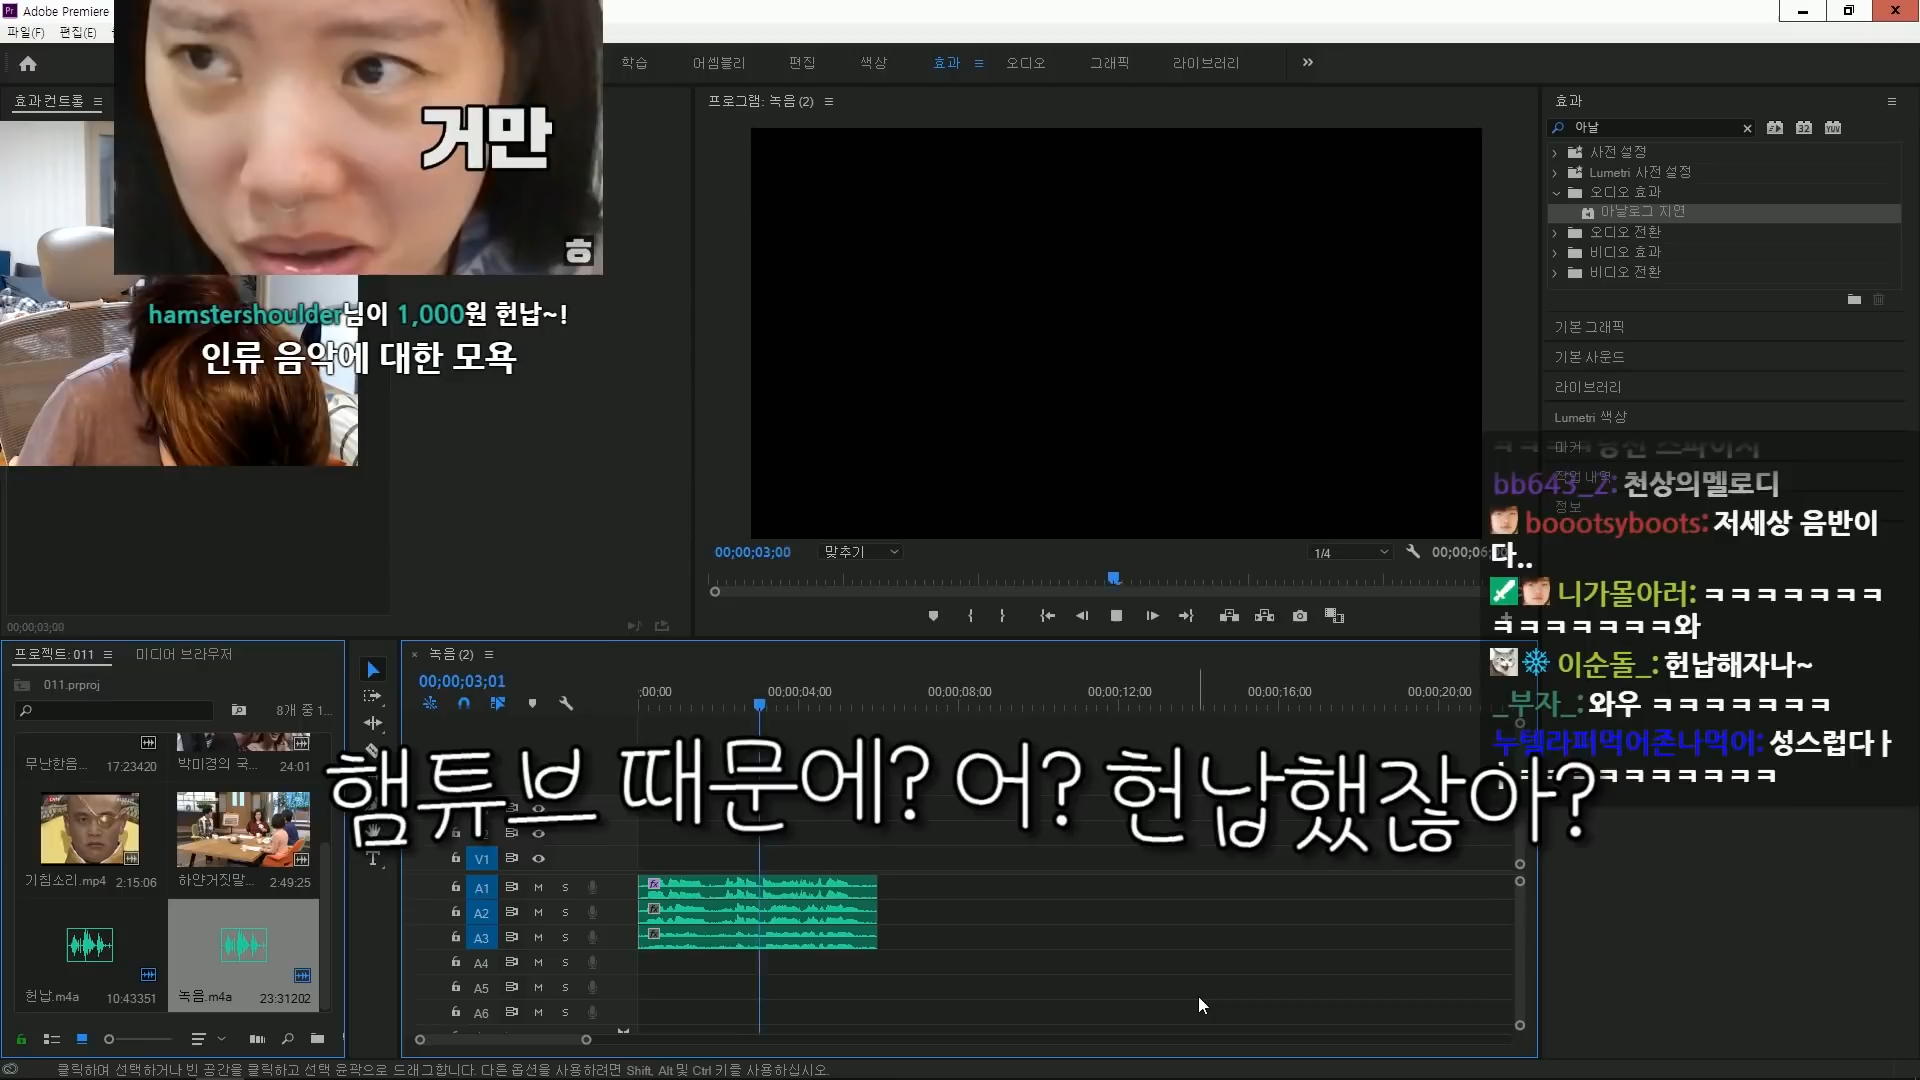 Adobe Premiere
파일(F) 편집(E)
거만
ㅎ
학습 어셈블리 편집 색상 효과 오디오 그래픽 라이브러리
효과 컨트롤
프로그램: 녹음 (2)
효과
아날
사전 설정
Lumetri 사전 설정
오디오 효과
아날로그 지연
오디오 전환
비디오 효과
비디오 전환
기본 그래픽
기본 사운드
라이브러리
Lumetri 색상
마커
작업 내역
정보
hamstershoulder님이 1,000원 헌납~!
인류 음악에 대한 모욕
bb643_2: 천상의멜로디
boootsyboots: 저세상 음반이
다..
니가몰아러: ㅋㅋㅋㅋㅋㅋㅋ
ㅋㅋㅋㅋㅋㅋㅋ와
이순돌_: 헌납해자나~
_부자_: 와우 ㅋㅋㅋㅋㅋㅋㅋ
누텔라퍼먹어존나먹이: 성스럽다ㅏ
00;00;03;00 맞추기 1/4
00;00;03;00
프로젝트: 011 미디어 브라우저
011.prproj
8개 중 1...
무난한음... 17:23420
박미경의 국... 24:01
기침소리.mp4 2:15:06
하얀거짓말... 2:49:25
헌납.m4a 10:43351
녹음.m4a 23:31202
녹음 (2)
00;00;03;01
;00;00 00;00;04;00 00;00;08;00 00;00;12;00 00;00;16;00 00;00;20;00
햄튜브 때문에? 어? 헌납했잖아?
V1
A1 M S
A2 M S
A3 M S
A4 M S
A5 M S
A6 M S
클릭하여 선택하거나 빈 공간을 클릭하고 선택 윤곽으로 드래그합니다. 다른 옵션을 사용하려면 Shift, Alt 및 Ctrl 키를 사용하십시오.